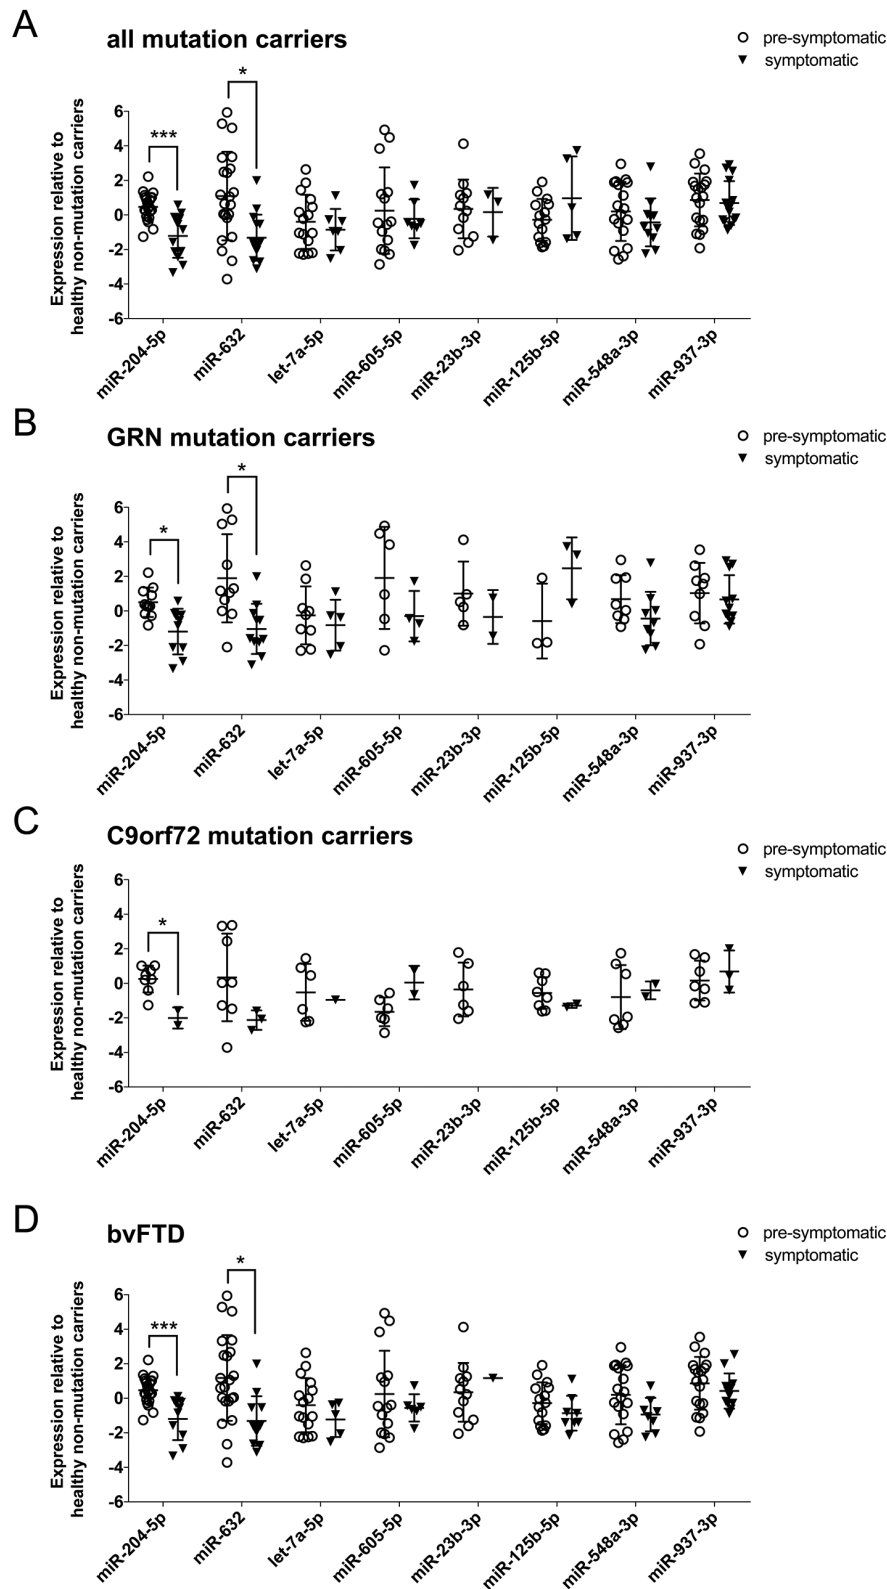 A
all mutation carriers
pre-symptomatic
symptomatic
Expression relative to
healthy non-mutation carriers
6
4
2
0
-2
-4
-6
***
*
miR-204-5p
miR-632
let-7a-5p
miR-605-5p
miR-23b-3p
miR-125b-5p
miR-548a-3p
miR-937-3p
B
GRN mutation carriers
pre-symptomatic
symptomatic
Expression relative to
healthy non-mutation carriers
6
4
2
0
-2
-4
-6
*
*
miR-204-5p
miR-632
let-7a-5p
miR-605-5p
miR-23b-3p
miR-125b-5p
miR-548a-3p
miR-937-3p
C
C9orf72 mutation carriers
pre-symptomatic
symptomatic
Expression relative to
healthy non-mutation carriers
6
4
2
0
-2
-4
-6
*
miR-204-5p
miR-632
let-7a-5p
miR-605-5p
miR-23b-3p
miR-125b-5p
miR-548a-3p
miR-937-3p
D
bvFTD
pre-symptomatic
symptomatic
Expression relative to
healthy non-mutation carriers
6
4
2
0
-2
-4
-6
***
*
miR-204-5p
miR-632
let-7a-5p
miR-605-5p
miR-23b-3p
miR-125b-5p
miR-548a-3p
miR-937-3p